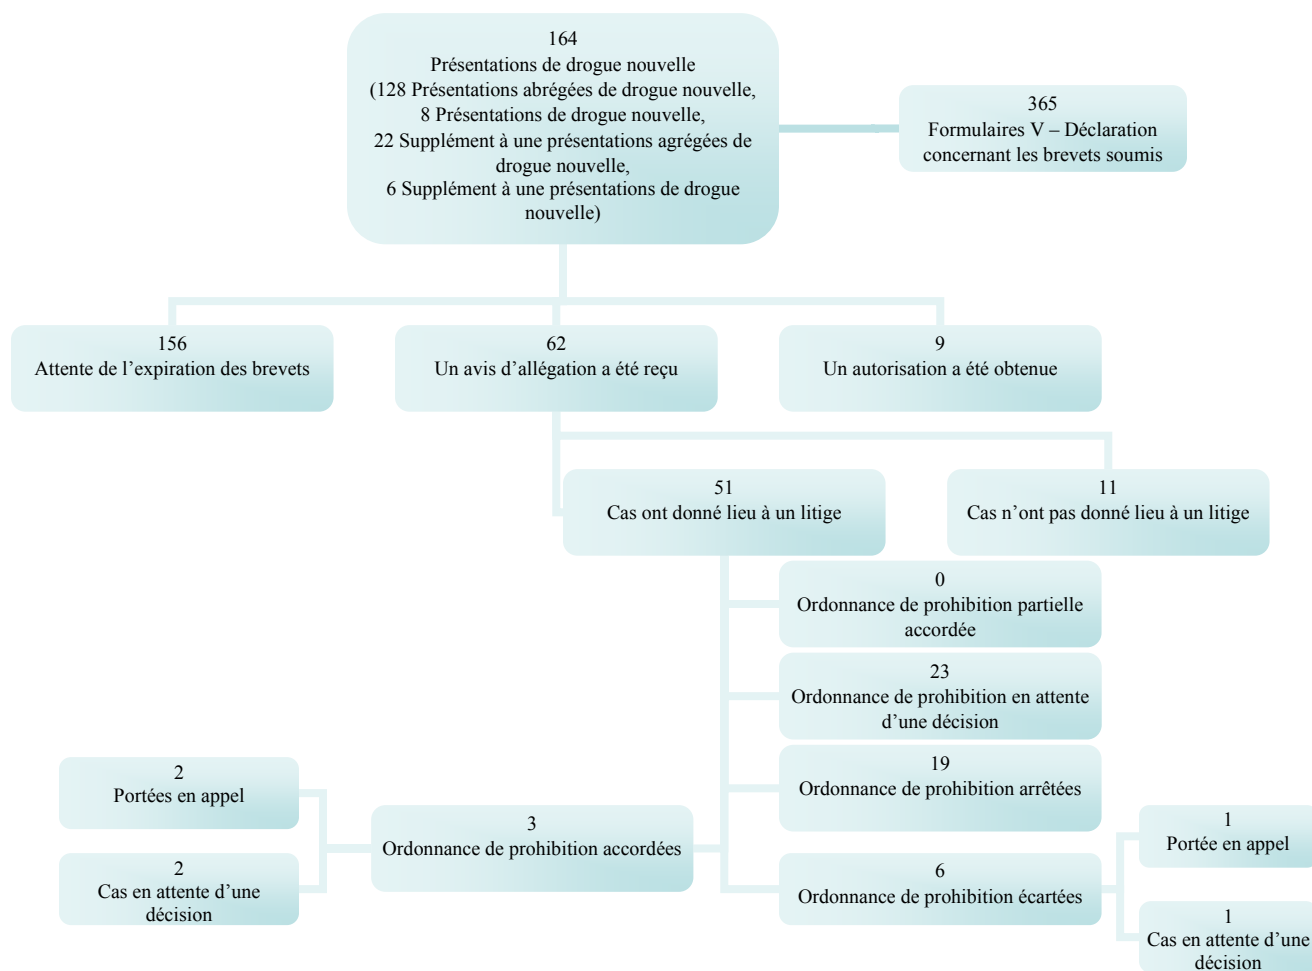 164
Présentations de drogue nouvelle
(128 Présentations abrégées de drogue nouvelle,
8 Présentations de drogue nouvelle,
22 Supplément à une présentations agrégées de
drogue nouvelle,
6 Supplément à une présentations de drogue
nouvelle)
365
Formulaires V – Déclaration
concernant les brevets soumis
156
Attente de l’expiration des brevets
62
Un avis d’allégation a été reçu
9
Un autorisation a été obtenue
51
Cas ont donné lieu à un litige
11
Cas n’ont pas donné lieu à un litige
0
Ordonnance de prohibition partielle
accordée
23
Ordonnance de prohibition en attente
d’une décision
19
Ordonnance de prohibition arrêtées
2
Portées en appel
2
Cas en attente d’une
décision
3
Ordonnance de prohibition accordées
6
Ordonnance de prohibition écartées
1
Portée en appel
1
Cas en attente d’une
décision